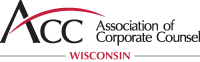 ACC Association of
Corporate Counsel
WISCONSIN